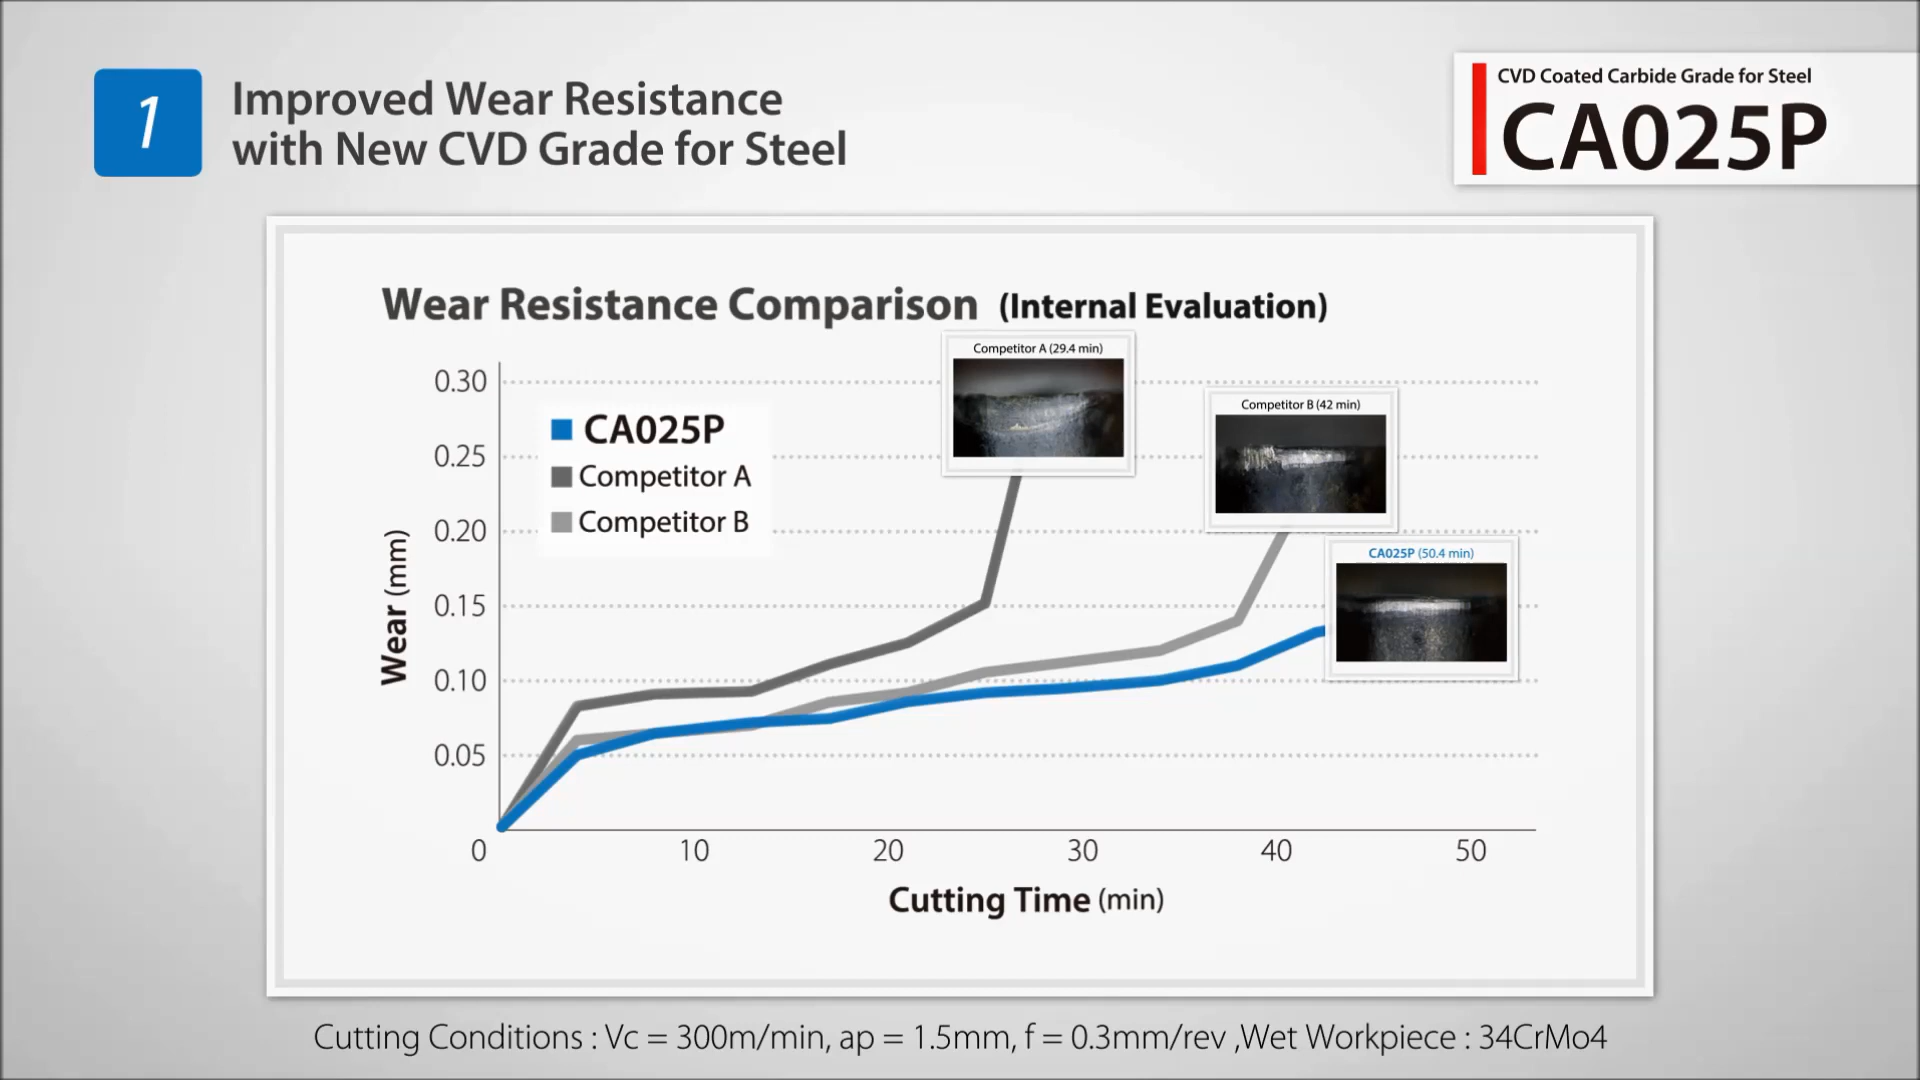 1
Improved Wear Resistance
with New CVD Grade for Steel
CVD Coated Carbide Grade for Steel
CA025P
Wear Resistance Comparison (Internal Evaluation)
Competitor A (29.4 min)
Competitor B (42 min)
CA025P (50.4 min)
CA025P
Competitor A
Competitor B
Wear (mm)
0.30
0.25
0.20
0.15
0.10
0.05
0 10 20 30 40 50
Cutting Time (min)
Cutting Conditions : Vc = 300m/min, ap = 1.5mm, f = 0.3mm/rev ,Wet Workpiece : 34CrMo4